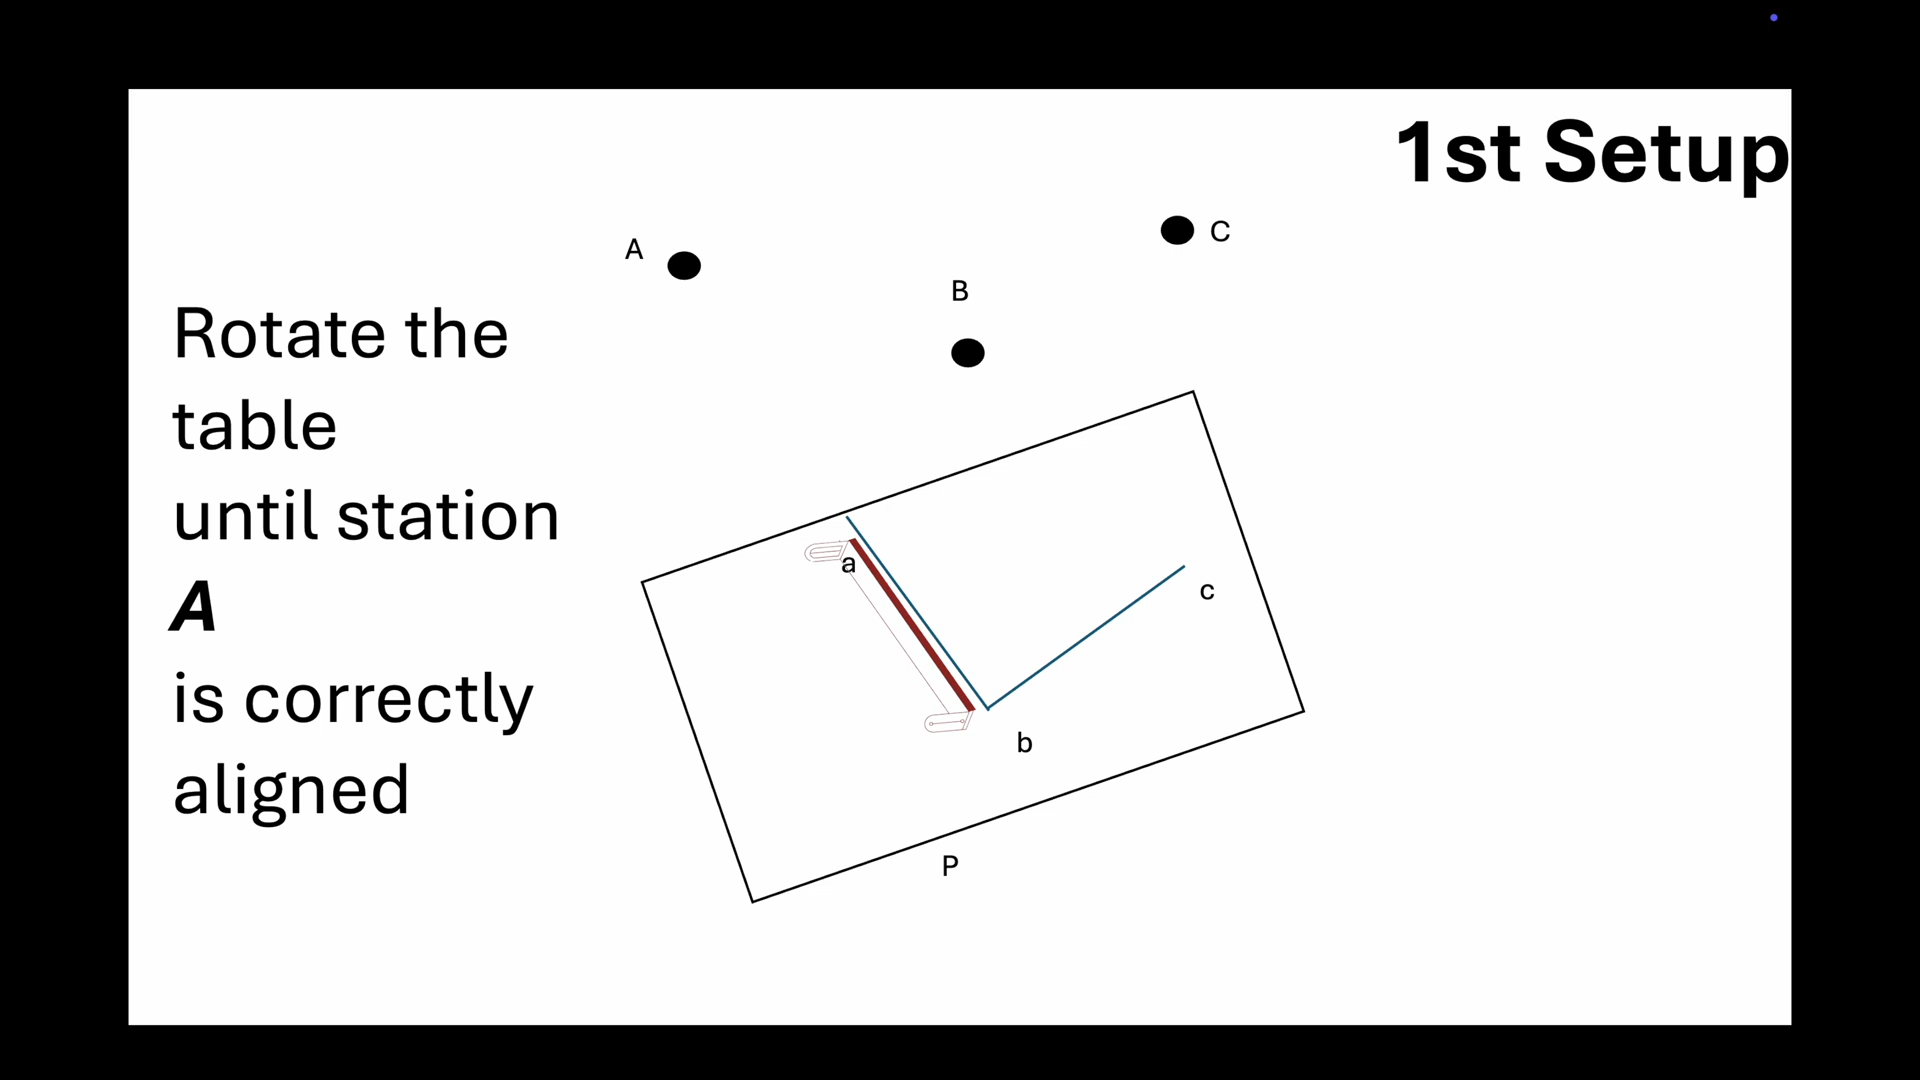 1st Setup
A
C
B
Rotate the
table
until station
A
is correctly
aligned
a
c
b
P